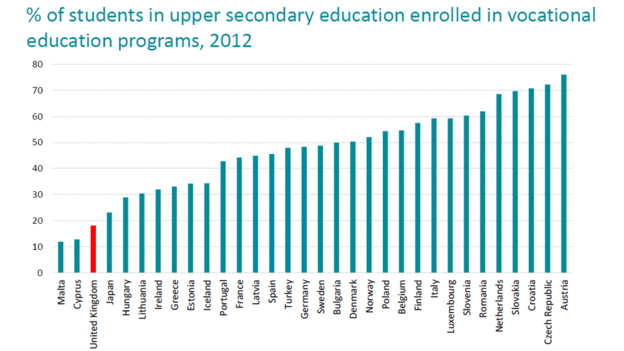 % of students in upper secondary education enrolled in vocational
education programs, 2012
80
70
60
50
40
30
20
10
0
Malta
Cyprus
United Kingdom
Japan
Hungary
Lithuania
Ireland
Greece
Estonia
Iceland
Portugal
France
Latvia
Spain
Turkey
Germany
Sweden
Bulgaria
Denmark
Norway
Poland
Belgium
Finland
Italy
Luxembourg
Slovenia
Romania
Netherlands
Slovakia
Croatia
Czech Republic
Austria